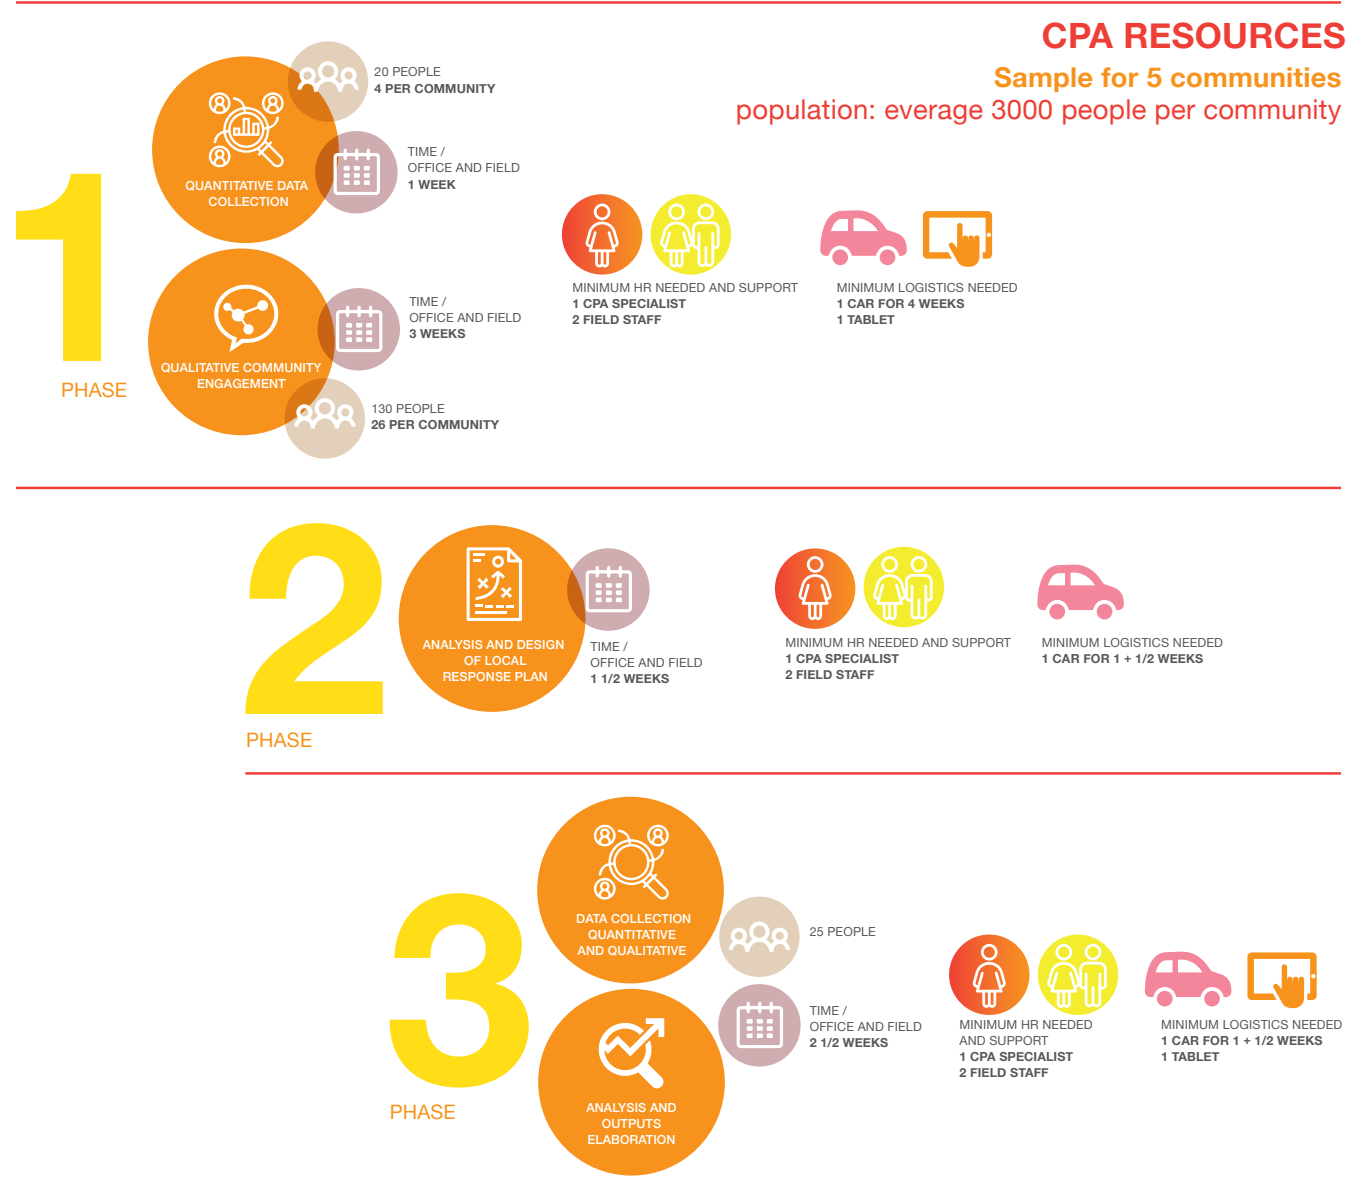 CPA RESOURCES
Sample for 5 communities
population: everage 3000 people per community
1
PHASE
QUANTITATIVE DATA
COLLECTION
20 PEOPLE
4 PER COMMUNITY
TIME /
OFFICE AND FIELD
1 WEEK
QUALITATIVE COMMUNITY
ENGAGEMENT
TIME /
OFFICE AND FIELD
3 WEEKS
130 PEOPLE
26 PER COMMUNITY
MINIMUM HR NEEDED AND SUPPORT
1 CPA SPECIALIST
2 FIELD STAFF
MINIMUM LOGISTICS NEEDED
1 CAR FOR 4 WEEKS
1 TABLET
2
PHASE
ANALYSIS AND DESIGN
OF LOCAL
RESPONSE PLAN
TIME /
OFFICE AND FIELD
1 1/2 WEEKS
MINIMUM HR NEEDED AND SUPPORT
1 CPA SPECIALIST
2 FIELD STAFF
MINIMUM LOGISTICS NEEDED
1 CAR FOR 1 + 1/2 WEEKS
3
PHASE
DATA COLLECTION
QUANTITATIVE
AND QUALITATIVE
25 PEOPLE
ANALYSIS AND
OUTPUTS
ELABORATION
TIME /
OFFICE AND FIELD
2 1/2 WEEKS
MINIMUM HR NEEDED
AND SUPPORT
1 CPA SPECIALIST
2 FIELD STAFF
MINIMUM LOGISTICS NEEDED
1 CAR FOR 1 + 1/2 WEEKS
1 TABLET